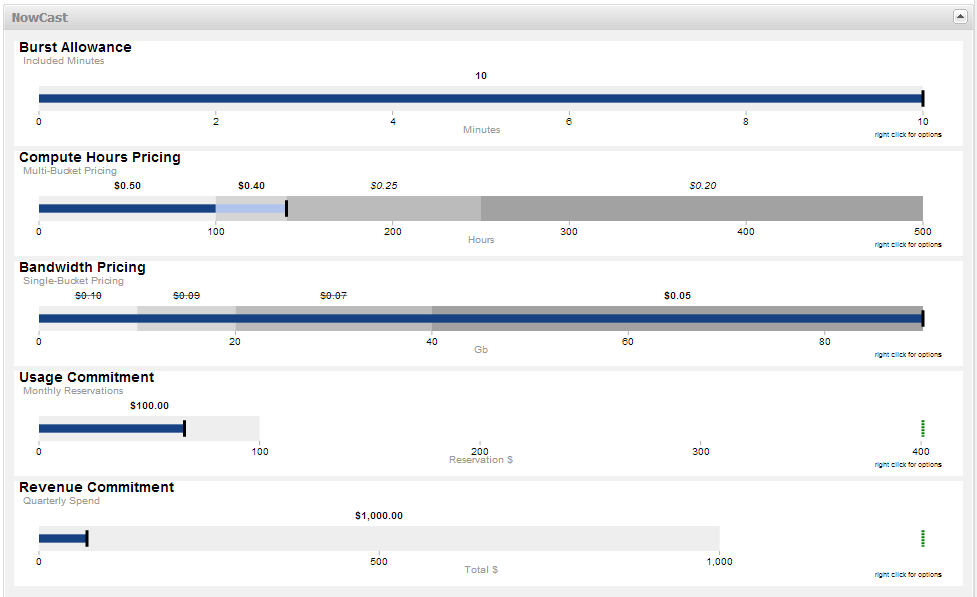 NowCast
Burst Allowance
Included Minutes
10
0 2 4 6 8 10
Minutes
right click for options
Compute Hours Pricing
Multi-Bucket Pricing
$0.50 $0.40 $0.25 $0.20
0 100 200 300 400 500
Hours
right click for options
Bandwidth Pricing
Single-Bucket Pricing
$0.10 $0.09 $0.07 $0.05
0 20 40 60 80
Gb
right click for options
Usage Commitment
Monthly Reservations
$100.00
0 100 200 300 400
Reservation $
right click for options
Revenue Commitment
Quarterly Spend
$1,000.00
0 500 1,000
Total $
right click for options